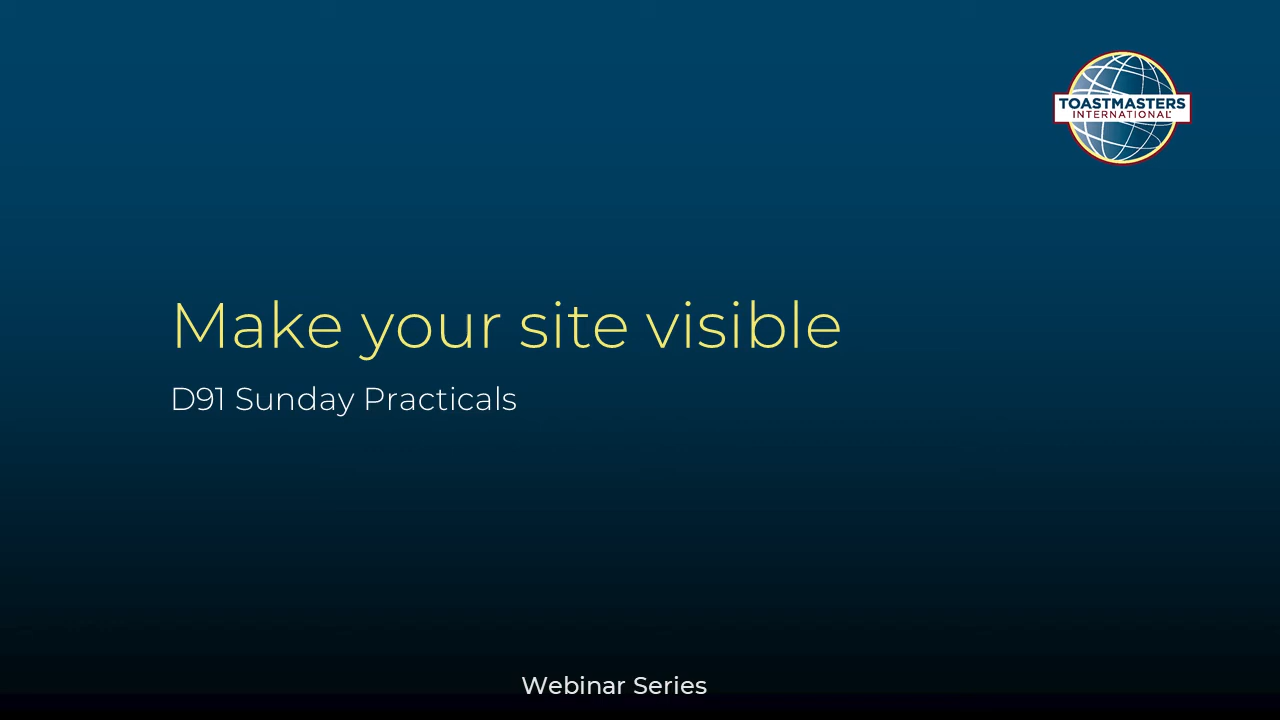 TOASTMASTERS
INTERNATIONAL
Make your site visible
D91 Sunday Practicals
Webinar Series